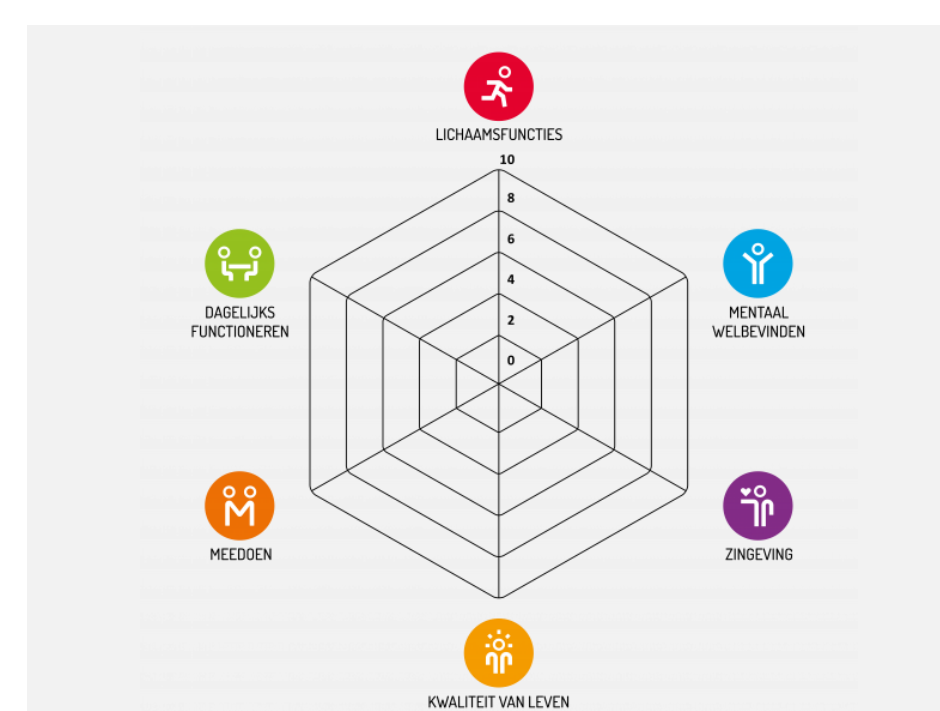 LICHAAMSFUNCTIES
10
8
6
4
2
0
DAGELIJKS
FUNCTIONEREN
MENTAAL
WELBEVINDEN
MEEDOEN
ZINGEVING
KWALITEIT VAN LEVEN